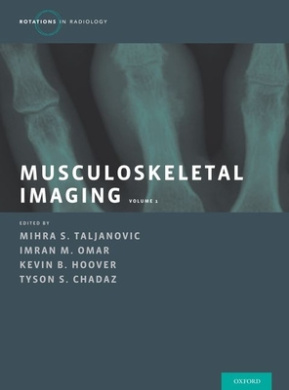 ROTATIONS IN RADIOLOGY
MUSCULOSKELETAL
IMAGING VOLUME 1
EDITED BY
MIHRA S. TALJANOVIC
IMRAN M. OMAR
KEVIN B. HOOVER
TYSON S. CHADAZ
OXFORD